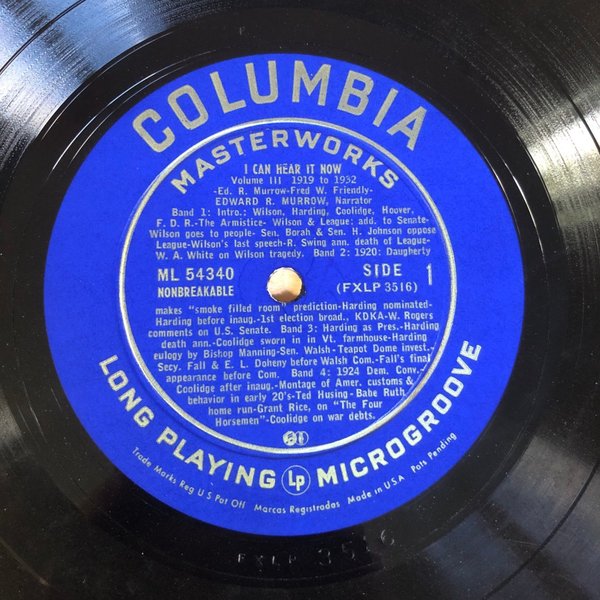 COLUMBIA
MASTERWORKS
I CAN HEAR IT NOW
Volume III 1919 to 1932
-Ed. R. Murrow-Fred W. Friendly-
EDWARD R. MURROW, Narrator
Band 1: Intro.; Wilson, Harding, Coolidge, Hoover,
F. D. R.-The Armistice- Wilson & League: add. to Senate-
Wilson goes to people- Sen. Borah & Sen. H. Johnson oppose
League-Wilson's last speech-R. Swing ann. death of League-
W. A. White on Wilson tragedy. Band 2: 1920: Daugherty
ML 54340
NONBREAKABLE
SIDE 1
(FXLP 3516)
makes "smoke filled room" prediction-Harding nominated-
Harding before inaug.-1st election broad., KDKA-W. Rogers
comments on U.S. Senate. Band 3: Harding as Pres.-Harding
death ann.-Coolidge sworn in in Vt. farmhouse-Harding
eulogy by Bishop Manning-Sen. Walsh- Teapot Dome invest.-
Secy. Fall & E. L. Doheny before Walsh Com.-Fall's final
appearance before Com. Band 4: 1924 Dem. Conv.-
Coolidge after inaug.-Montage of Amer. customs &
behavior in early 20's-Ted Husing- Babe Ruth
home run-Grant Rice, on "The Four
Horsemen"-Coolidge on war debts.
LONG PLAYING Lp MICROGROOVE
Trade Marks Reg U S Pat Off Marcas Registradas Made in U.S.A Pats Pending
FXLP 3516